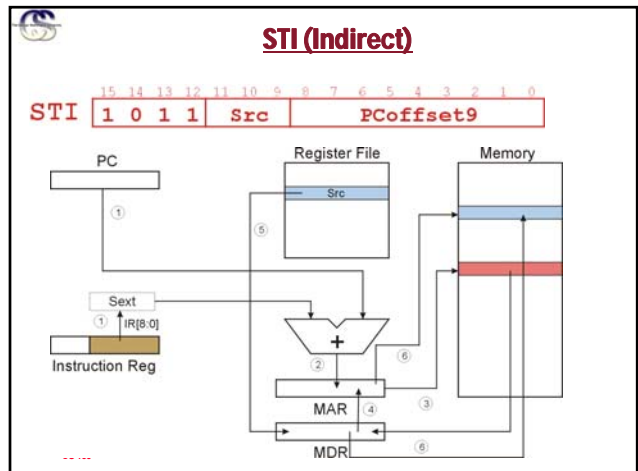 STI (Indirect)
15 14 13 12 11 10 9 8 7 6 5 4 3 2 1 0
STI 1 0 1 1 Src PCoffset9
PC
Register File
Memory
Src
1
5
Sext
1
IR[8:0]
+
6
Instruction Reg
2
3
MAR
4
MDR
6